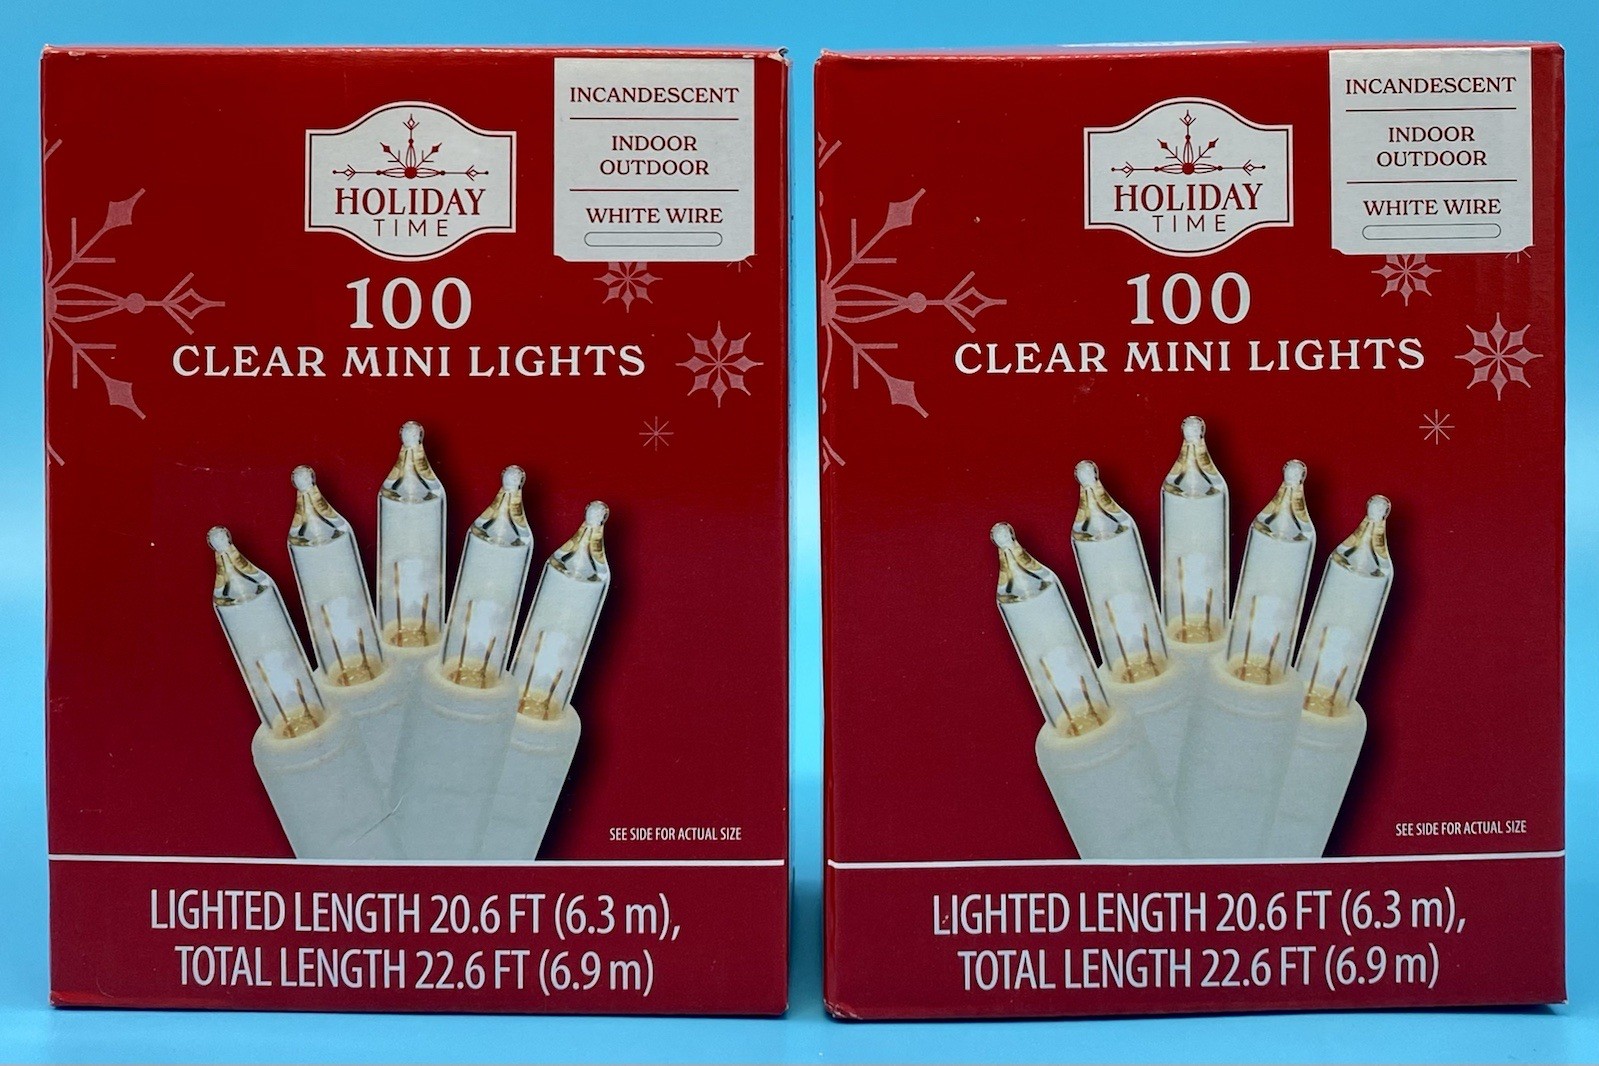 HOLIDAY
TIME
INCANDESCENT
INDOOR
OUTDOOR
WHITE WIRE
100
CLEAR MINI LIGHTS
SEE SIDE FOR ACTUAL SIZE
LIGHTED LENGTH 20.6 FT (6.3 m),
TOTAL LENGTH 22.6 FT (6.9 m)
HOLIDAY
TIME
INCANDESCENT
INDOOR
OUTDOOR
WHITE WIRE
100
CLEAR MINI LIGHTS
SEE SIDE FOR ACTUAL SIZE
LIGHTED LENGTH 20.6 FT (6.3 m),
TOTAL LENGTH 22.6 FT (6.9 m)